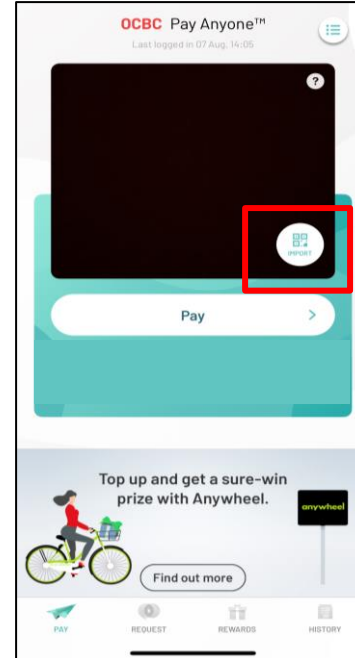 OCBC Pay Anyone™
Last logged in 07 Aug, 14:05
?
IMPORT
Pay
Top up and get a sure-win
prize with Anywheel.
anywheel
Find out more
PAY REQUEST REWARDS HISTORY